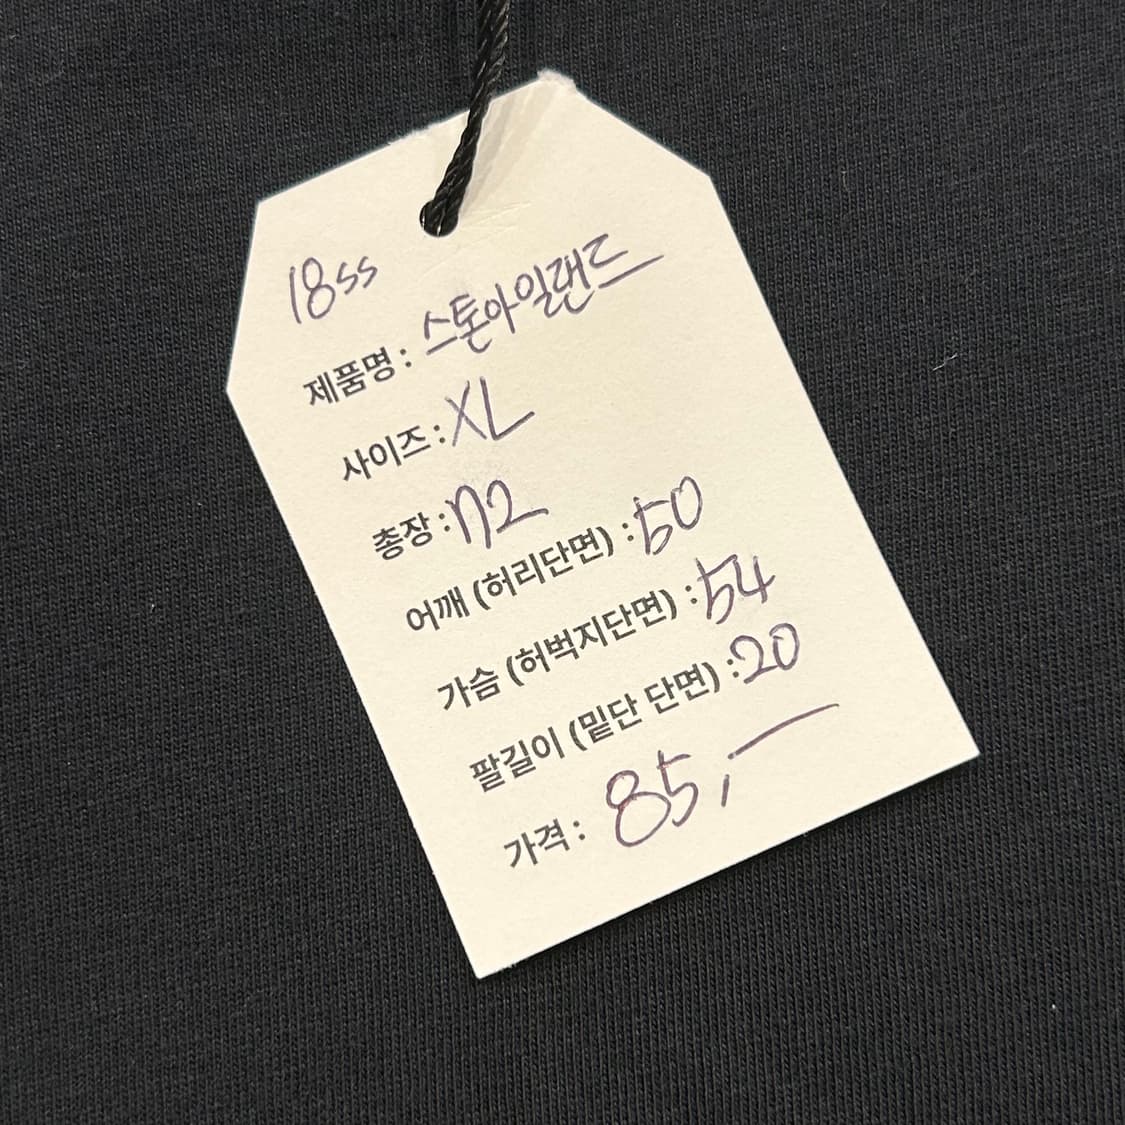 18ss
제품명 : 스톤아일랜드
사이즈 : XL
총장 : 72
어깨 (허리단면) : 50
가슴 (허벅지단면) : 54
팔길이 (밑단 단면) : 20
가격 : 85,—